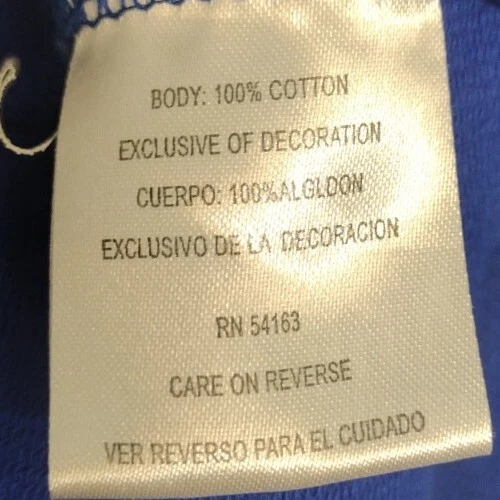 BODY: 100% COTTON
EXCLUSIVE OF DECORATION
CUERPO: 100%ALGLDON
EXCLUSIVO DE LA DECORACION
RN 54163
CARE ON REVERSE
VER REVERSO PARA EL CUIDADO